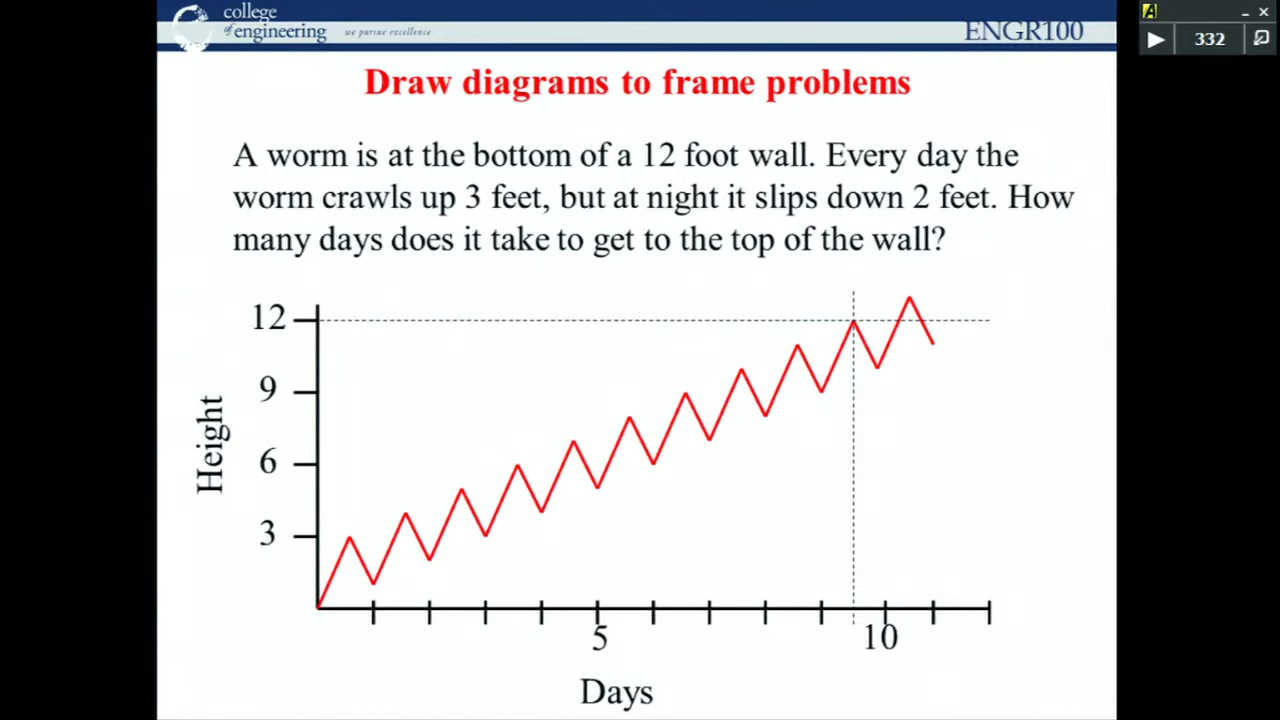 college
of engineering
we pursue excellence
ENGR100
A
332
Draw diagrams to frame problems
A worm is at the bottom of a 12 foot wall. Every day the
worm crawls up 3 feet, but at night it slips down 2 feet. How
many days does it take to get to the top of the wall?
12
9
6
3
Height
5
10
Days